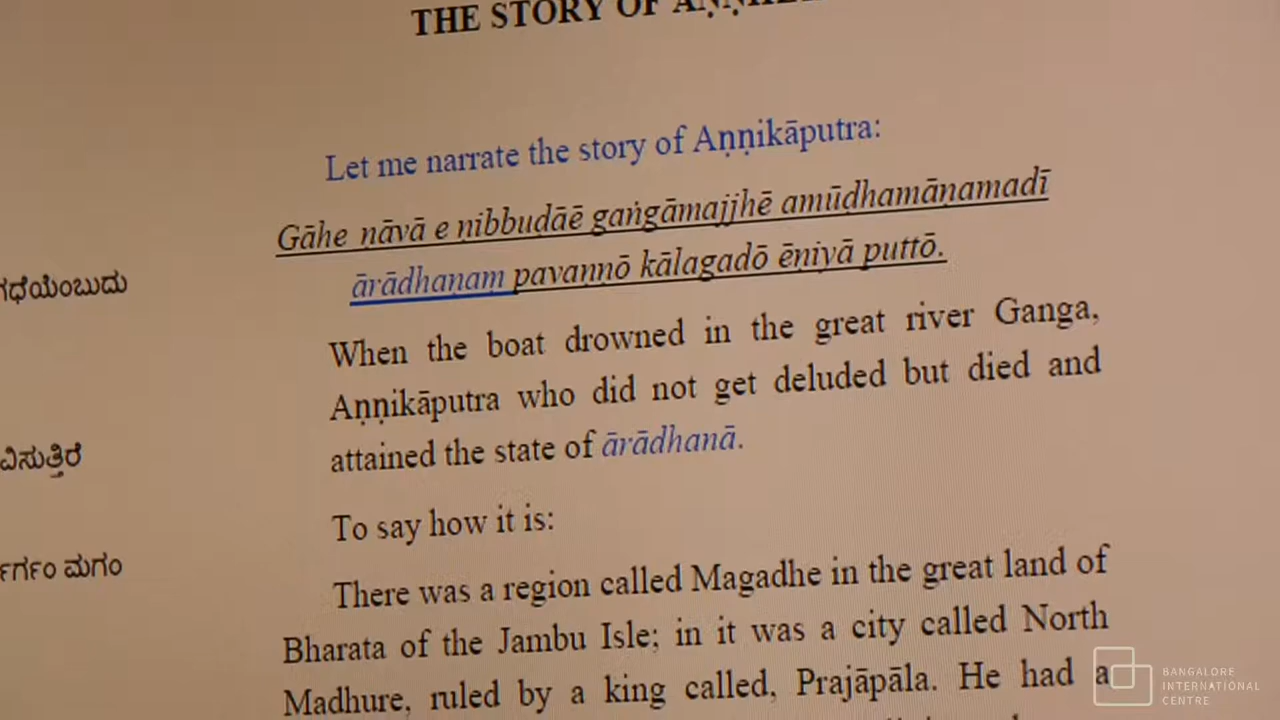 THE STORY OF
Let me narrate the story of Aṇṇikāputra:
Gāhe ṇāvā e ṇibbuḍāē gaṅgāmajjhē amūḍhamāṇamadī
ārādhaṇaṃ pavaṇṇō kālagadō ēṇiyā puttō.
When the boat drowned in the great river Ganga,
Aṇṇikāputra who did not get deluded but died and
attained the state of ārādhanā.
To say how it is:
There was a region called Magadhe in the great land of
Bharata of the Jambu Isle; in it was a city called North
Madhure, ruled by a king called, Prajāpāla. He had a
ಗಧೆಯೆಂಬುದು
ವಿಸುತ್ತಿರೆ
ರ್ಗಂ ಮಗಂ
BANGALORE
INTERNATIONAL
CENTRE